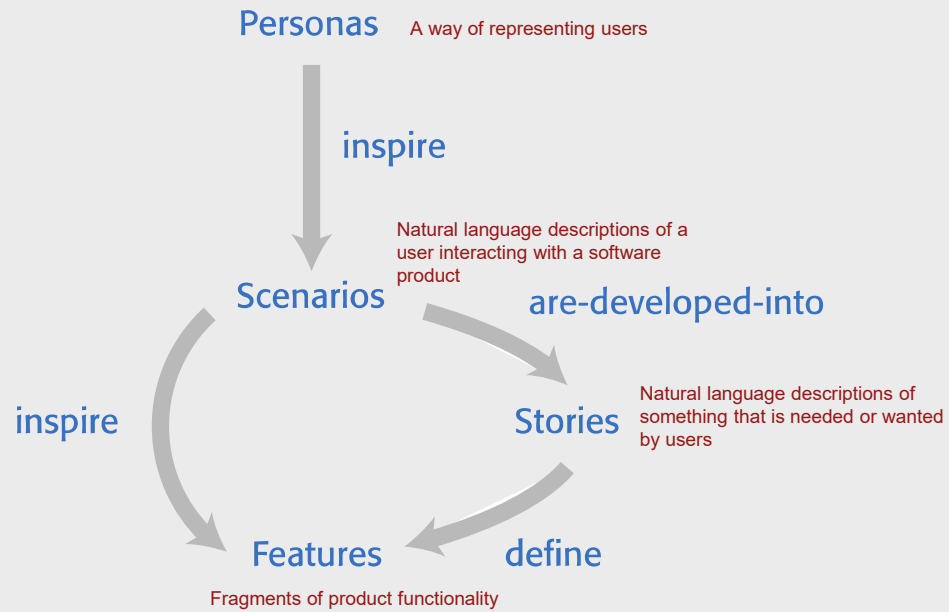 Personas
A way of representing users
inspire
Natural language descriptions of a
user interacting with a software
product
Scenarios
are-developed-into
inspire
Stories
Natural language descriptions of
something that is needed or wanted
by users
Features
define
Fragments of product functionality